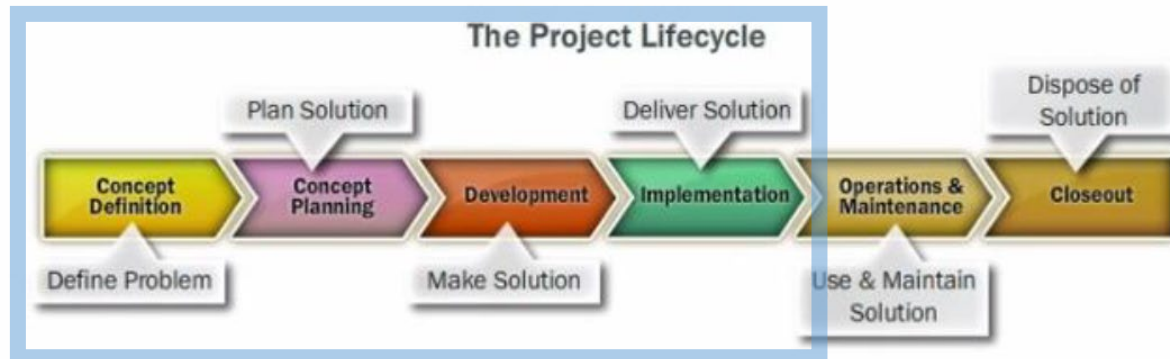 The Project Lifecycle
Plan Solution
Deliver Solution
Dispose of
Solution
Concept
Definition
Concept
Planning
Development
Implementation
Operations &
Maintenance
Closeout
Define Problem
Make Solution
Use & Maintain
Solution